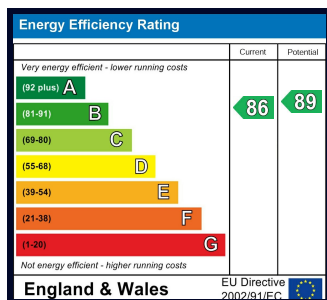 Energy Efficiency Rating
Current Potential
Very energy efficient - lower running costs
(92 plus) A
(81-91) B
(69-80) C
(55-68) D
(39-54) E
(21-38) F
(1-20) G
86 89
Not energy efficient - higher running costs
England & Wales
EU Directive
2002/91/EC